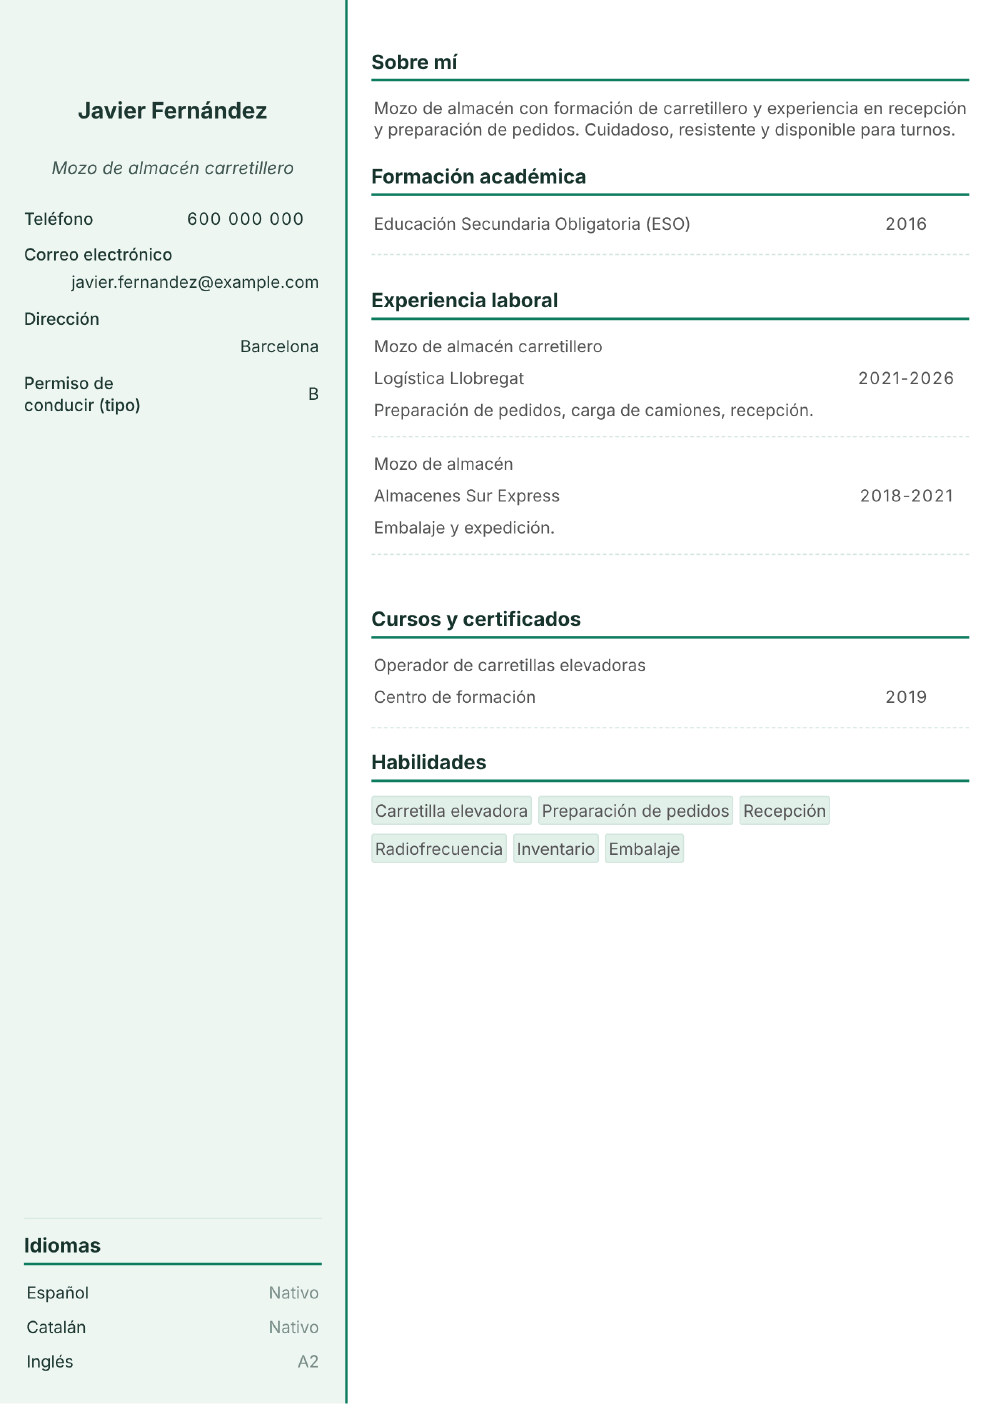 Javier Fernández
Mozo de almacén carretillero
Teléfono 600 000 000
Correo electrónico
javier.fernandez@example.com
Dirección
Barcelona
Permiso de
conducir (tipo) B
Idiomas
Español Nativo
Catalán Nativo
Inglés A2
Sobre mí
Mozo de almacén con formación de carretillero y experiencia en recepción
y preparación de pedidos. Cuidadoso, resistente y disponible para turnos.
Formación académica
Educación Secundaria Obligatoria (ESO) 2016
Experiencia laboral
Mozo de almacén carretillero
Logística Llobregat 2021-2026
Preparación de pedidos, carga de camiones, recepción.
Mozo de almacén
Almacenes Sur Express 2018-2021
Embalaje y expedición.
Cursos y certificados
Operador de carretillas elevadoras
Centro de formación 2019
Habilidades
Carretilla elevadora Preparación de pedidos Recepción
Radiofrecuencia Inventario Embalaje